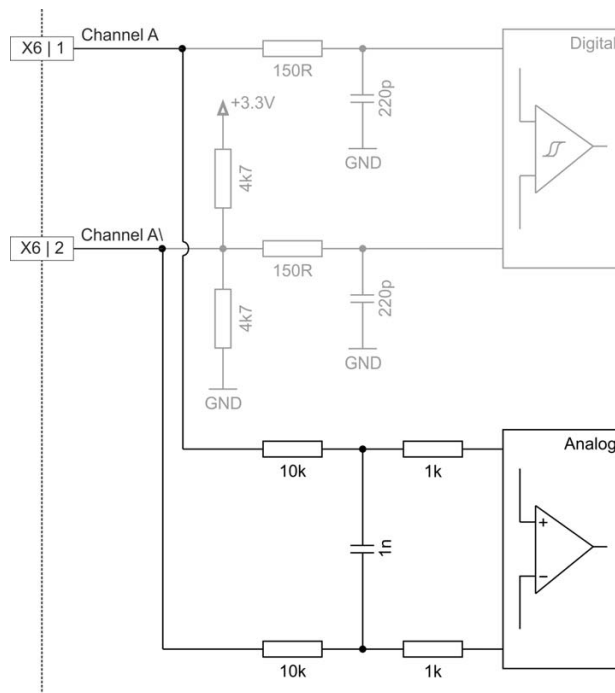 Channel A
X6 | 1
Digital
150R
220p
+3.3V
GND
4k7
Channel A\
X6 | 2
150R
220p
4k7
GND
GND
Analog
10k
1k
+
1n
−
10k
1k